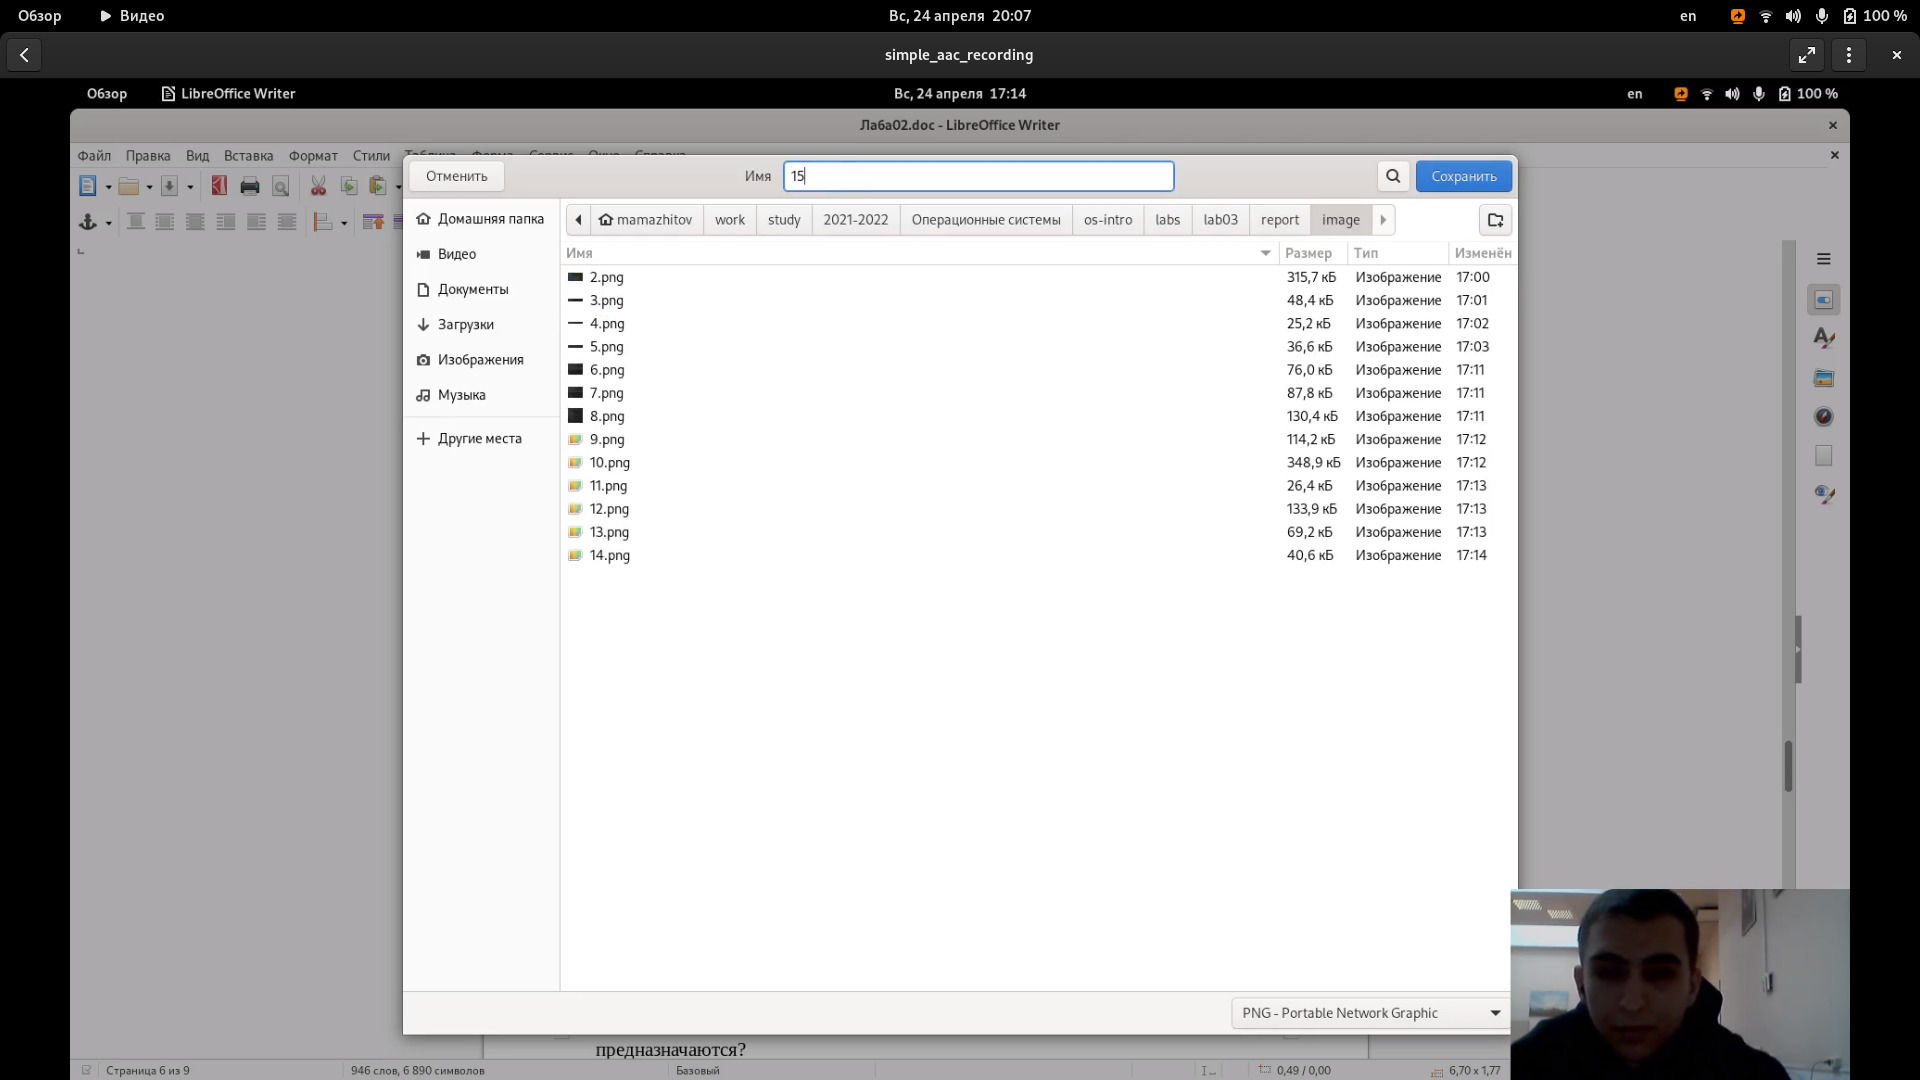 Обзор Видео Вс, 24 апреля 20:07 en 100 %
simple_aac_recording
Обзор LibreOffice Writer Вс, 24 апреля 17:14 en 100 %
Лаба02.doc - LibreOffice Writer
Файл Правка Вид Вставка Формат Стили Таблица Форма Сервис Окно Справка
Отменить Имя 15 Сохранить
Домашняя папка
Видео
Документы
Загрузки
Изображения
Музыка
Другие места
mamazhitov work study 2021-2022 Операционные системы os-intro labs lab03 report image
Имя Размер Тип Изменён
2.png 315,7 кБ Изображение 17:00
3.png 48,4 кБ Изображение 17:01
4.png 25,2 кБ Изображение 17:02
5.png 36,6 кБ Изображение 17:03
6.png 76,0 кБ Изображение 17:11
7.png 87,8 кБ Изображение 17:11
8.png 130,4 кБ Изображение 17:11
9.png 114,2 кБ Изображение 17:12
10.png 348,9 кБ Изображение 17:12
11.png 26,4 кБ Изображение 17:13
12.png 133,9 кБ Изображение 17:13
13.png 69,2 кБ Изображение 17:13
14.png 40,6 кБ Изображение 17:14
PNG - Portable Network Graphic
предназначаются?
Страница 6 из 9 946 слов, 6 890 символов Базовый 0,49 / 0,00 6,70 x 1,77